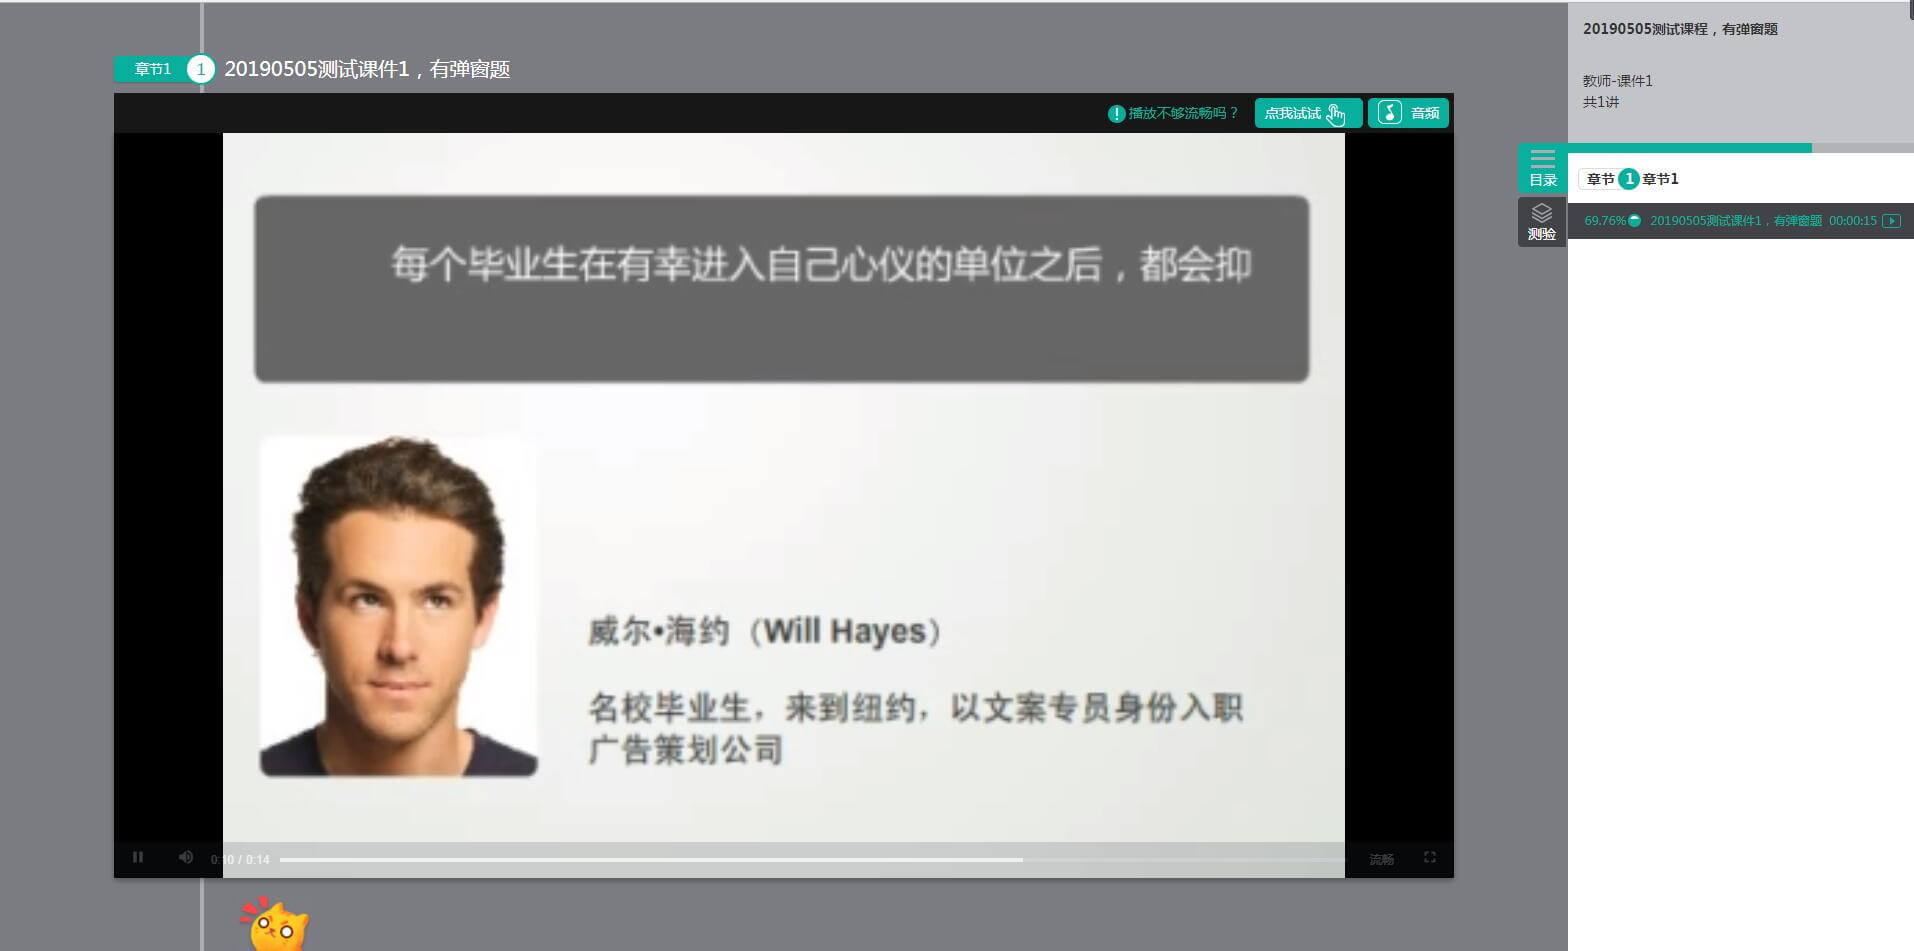 章节1 1 20190505测试课件1，有弹窗题
播放不够流畅吗？ 点我试试 音频
每个毕业生在有幸进入自己心仪的单位之后，都会抑
威尔•海约（Will Hayes）
名校毕业生，来到纽约，以文案专员身份入职
广告策划公司
0:10 / 0:14
流畅
20190505测试课程，有弹窗题
教师-课件1
共1讲
目录
测验
章节 1 章节1
69.76% 20190505测试课件1，有弹窗题 00:00:15